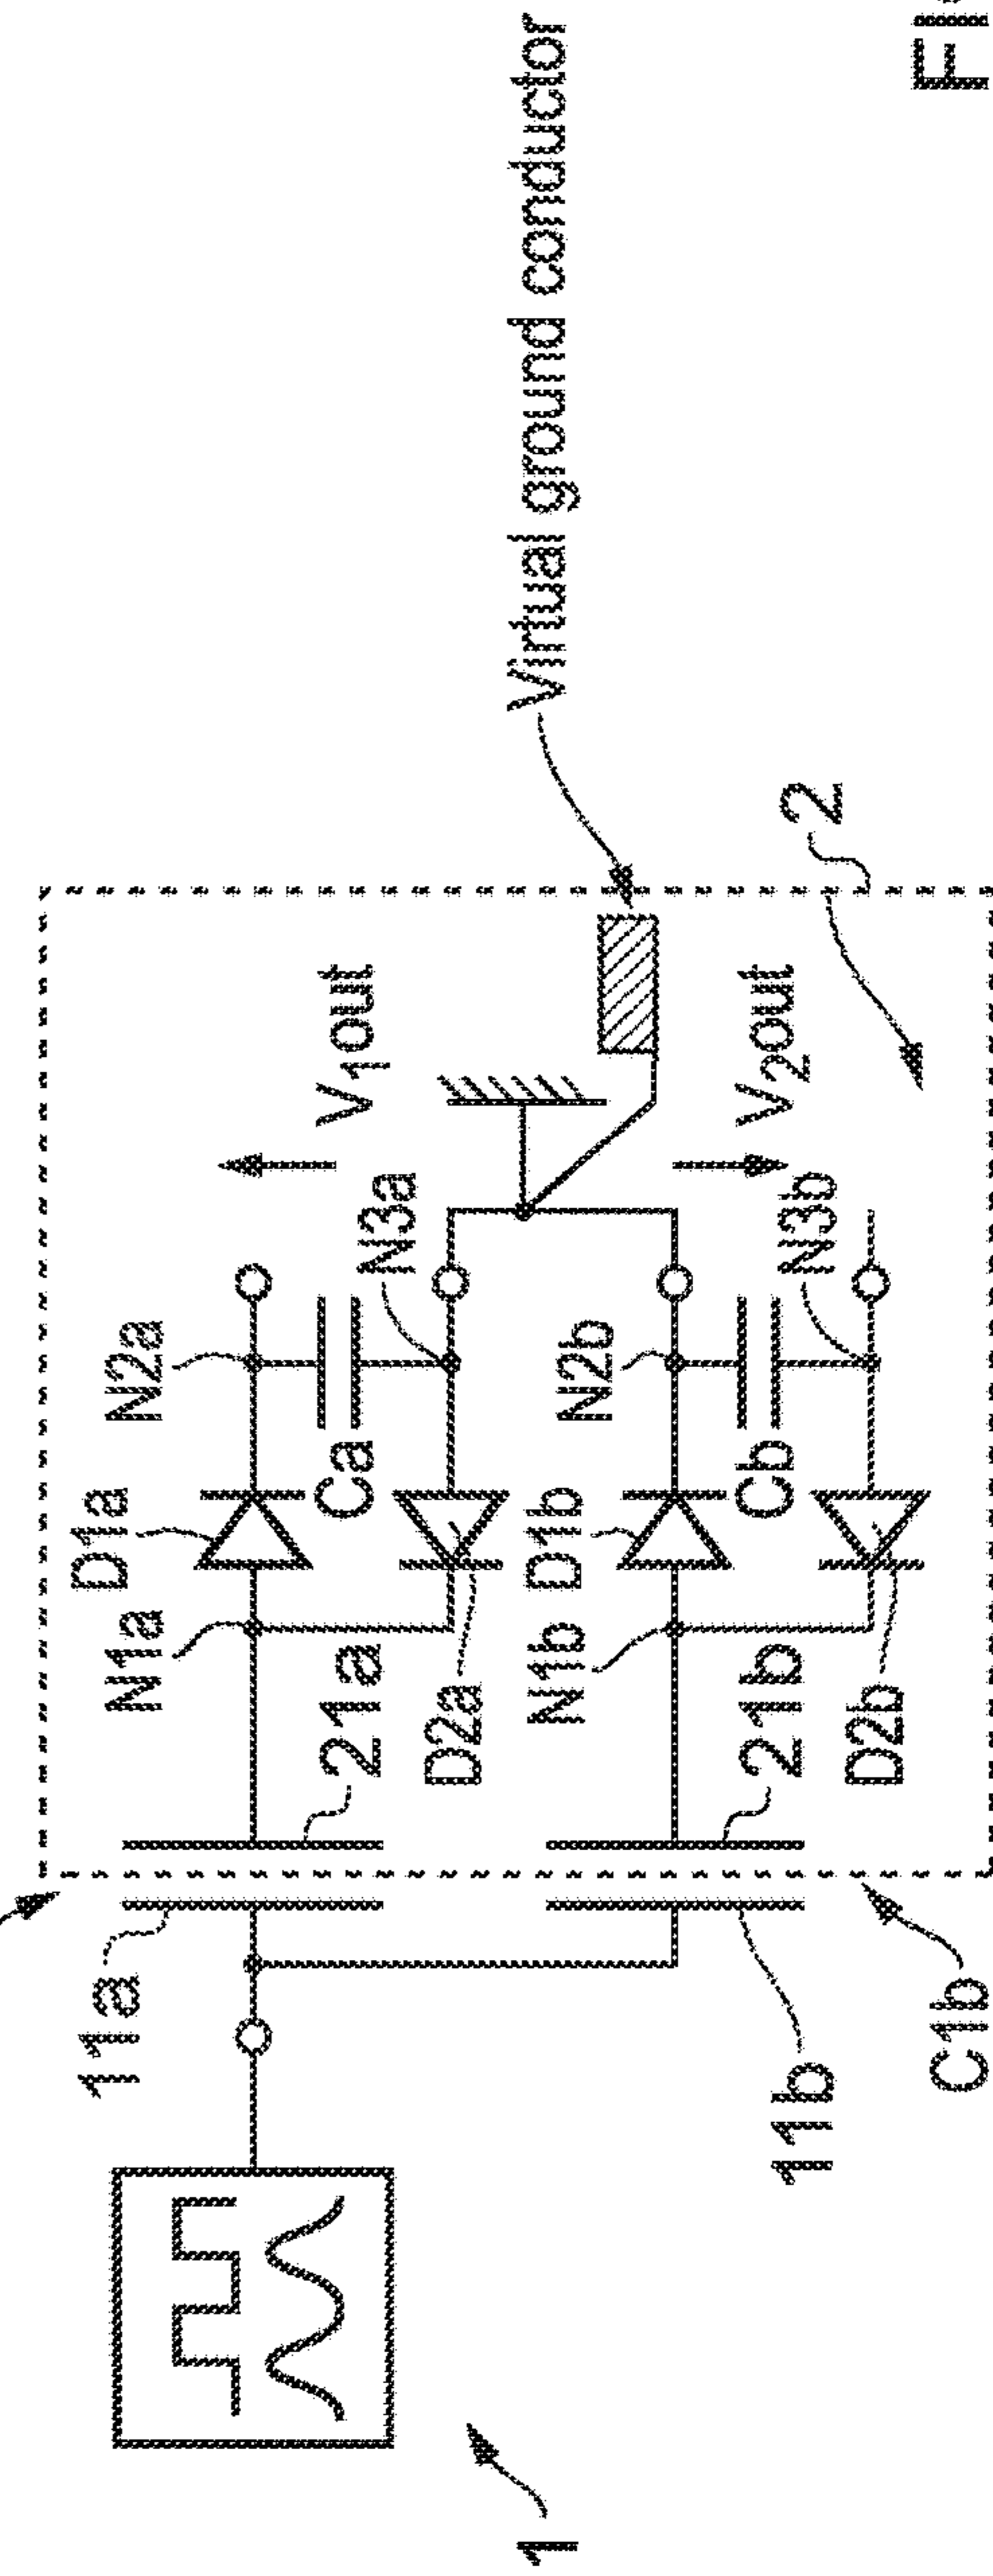 1
11a
11b
C1b
21a
21b
N1a
D1a
N2a
Ca
D2a
N3a
V1out
N1b
D1b
N2b
Cb
D2b
N3b
V2out
2
Virtual ground conductor